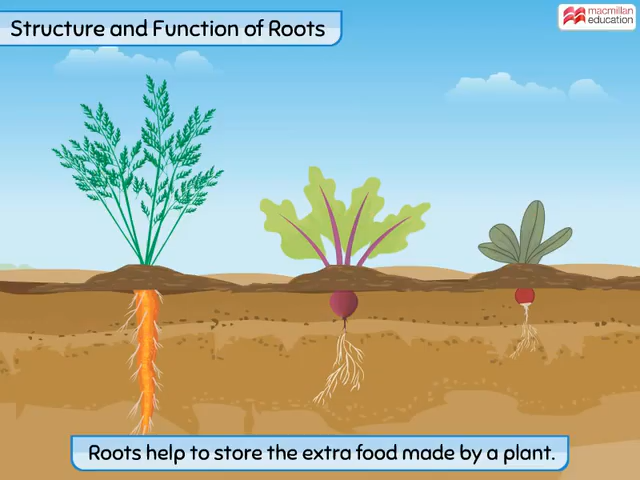 Structure and Function of Roots
macmillan
education
Roots help to store the extra food made by a plant.